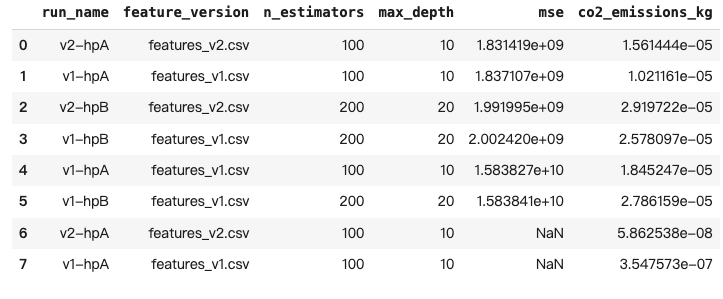 run_name feature_version n_estimators max_depth mse co2_emissions_kg
0 v2-hpA features_v2.csv 100 10 1.831419e+09 1.561444e-05
1 v1-hpA features_v1.csv 100 10 1.837107e+09 1.021161e-05
2 v2-hpB features_v2.csv 200 20 1.991995e+09 2.919722e-05
3 v1-hpB features_v1.csv 200 20 2.002420e+09 2.578097e-05
4 v1-hpA features_v1.csv 100 10 1.583827e+10 1.845247e-05
5 v1-hpB features_v1.csv 200 20 1.583841e+10 2.786159e-05
6 v2-hpA features_v2.csv 100 10 NaN 5.862538e-08
7 v1-hpA features_v1.csv 100 10 NaN 3.547573e-07